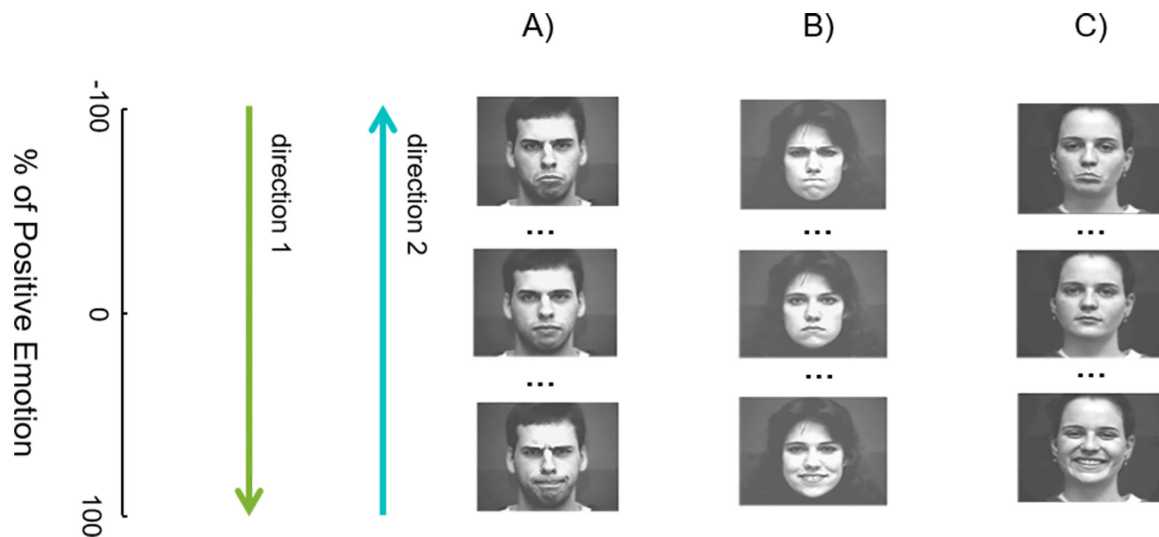 A)
B)
C)
% of Positive Emotion
-100
0
100
direction 1
direction 2
...
...
...
...
...
...